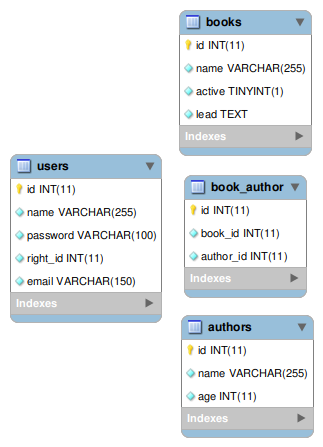 books
id INT(11)
name VARCHAR(255)
active TINYINT(1)
lead TEXT
Indexes
users
id INT(11)
name VARCHAR(255)
password VARCHAR(100)
right_id INT(11)
email VARCHAR(150)
Indexes
book_author
id INT(11)
book_id INT(11)
author_id INT(11)
Indexes
authors
id INT(11)
name VARCHAR(255)
age INT(11)
Indexes